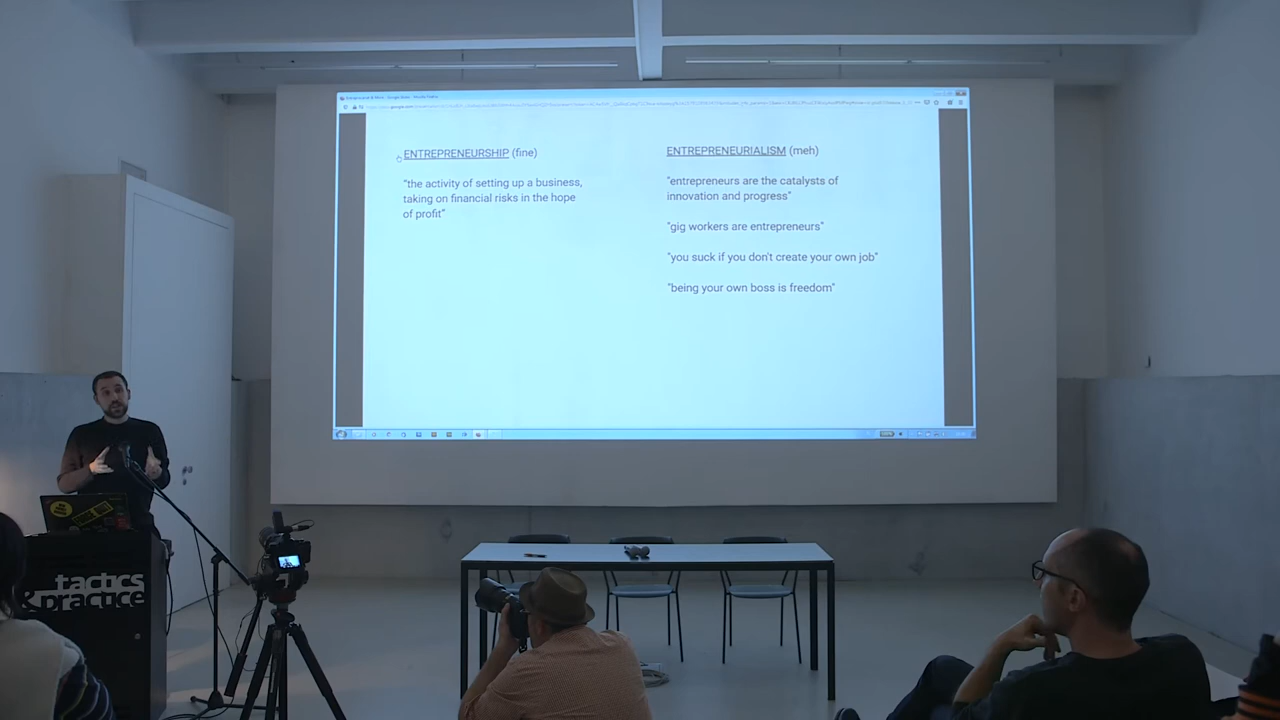 ENTREPRENEURSHIP (fine)
"the activity of setting up a business,
taking on financial risks in the hope
of profit"
ENTREPRENEURIALISM (meh)
"entrepreneurs are the catalysts of
innovation and progress"
"gig workers are entrepreneurs"
"you suck if you don't create your own job"
"being your own boss is freedom"
tactics
&practice